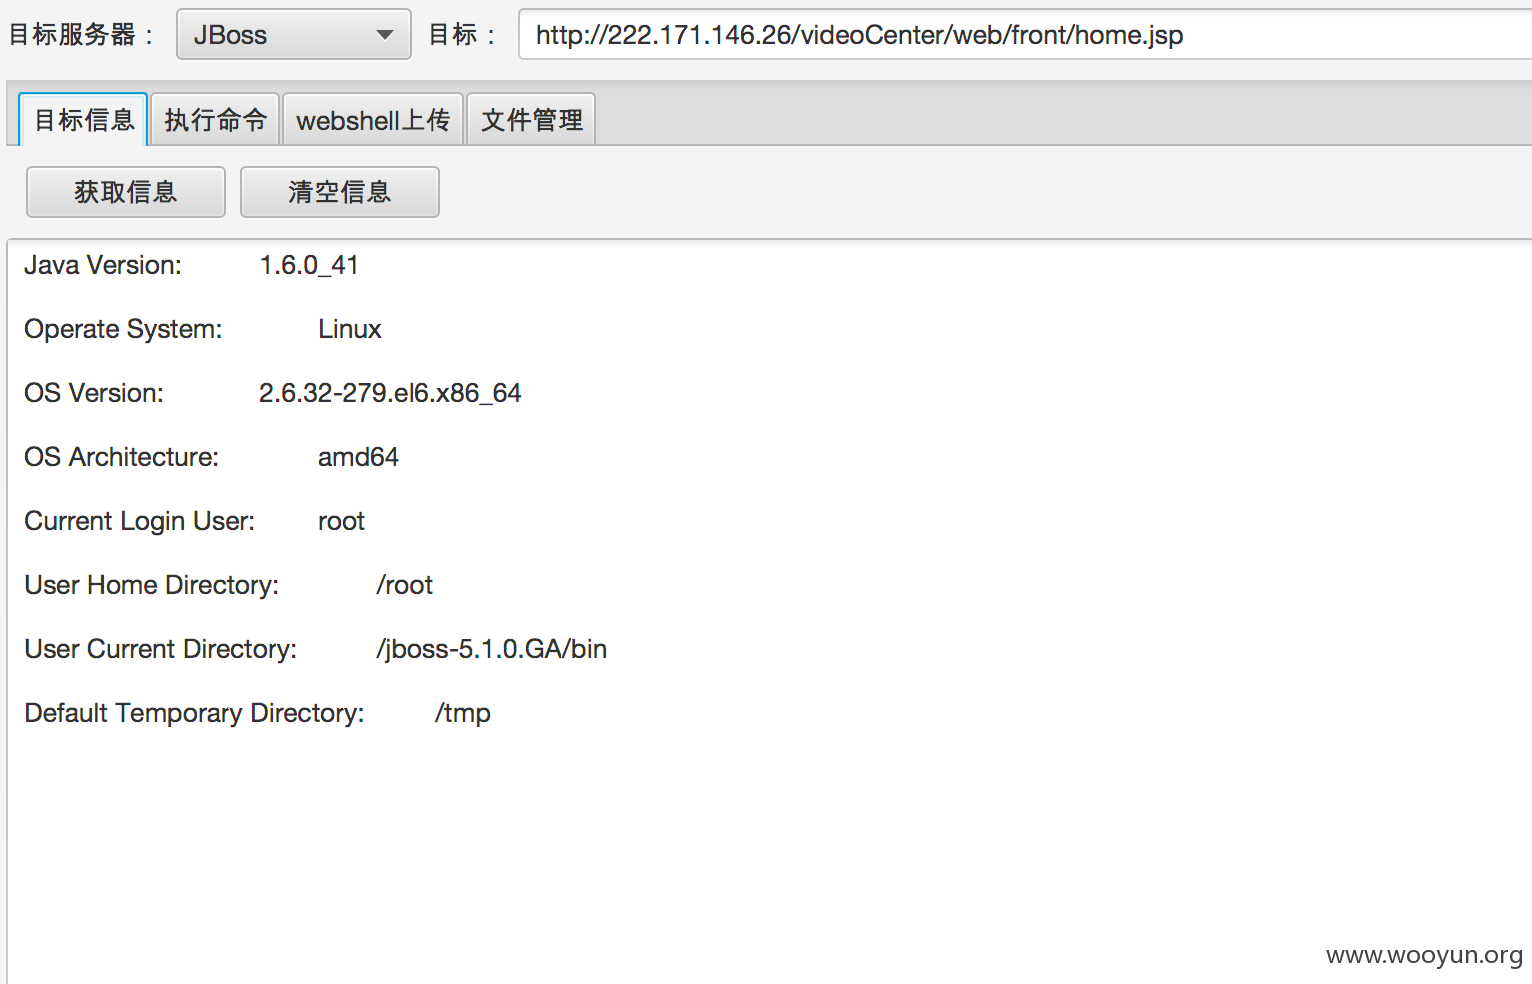 目标服务器： JBoss 目标： http://222.171.146.26/videoCenter/web/front/home.jsp
目标信息 执行命令 webshell上传 文件管理
获取信息 清空信息
Java Version: 1.6.0_41
Operate System: Linux
OS Version: 2.6.32-279.el6.x86_64
OS Architecture: amd64
Current Login User: root
User Home Directory: /root
User Current Directory: /jboss-5.1.0.GA/bin
Default Temporary Directory: /tmp
www.wooyun.org